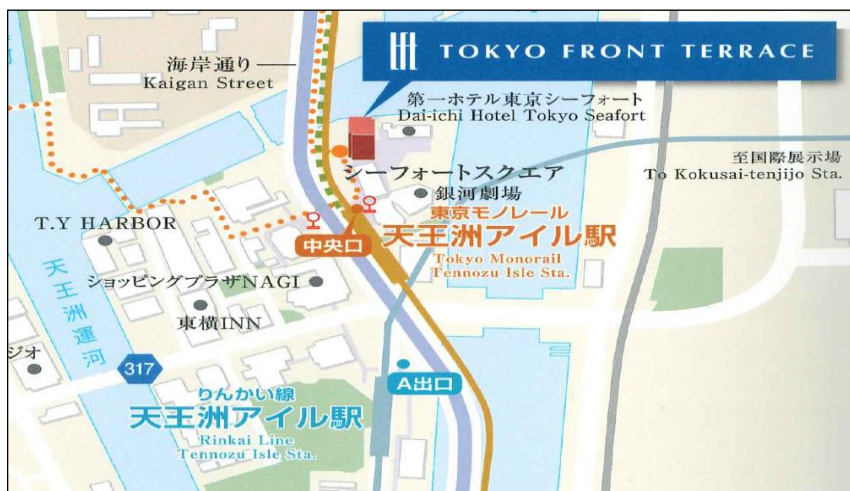 TOKYO FRONT TERRACE
海岸通り
Kaigan Street
第一ホテル東京シーフォート
Dai-ichi Hotel Tokyo Seafort
至国際展示場
To Kokusai-tenjijo Sta.
シーフォートスクエア
銀河劇場
T.Y HARBOR
東京モノレール
天王洲アイル駅
Tokyo Monorail
Tennozu Isle Sta.
中央口
ショッピングプラザNAGI
天王洲運河
東横INN
ジオ
317
A出口
りんかい線
天王洲アイル駅
Rinkai Line
Tennozu Isle Sta.